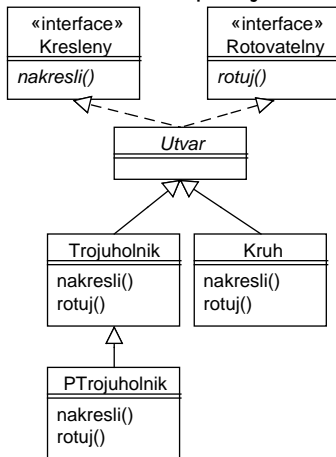 «interface»
Kresleny
nakresli()
«interface»
Rotovatelny
rotuj()
Utvar
Trojuholnik
nakresli()
rotuj()
Kruh
nakresli()
rotuj()
PTrojuholnik
nakresli()
rotuj()